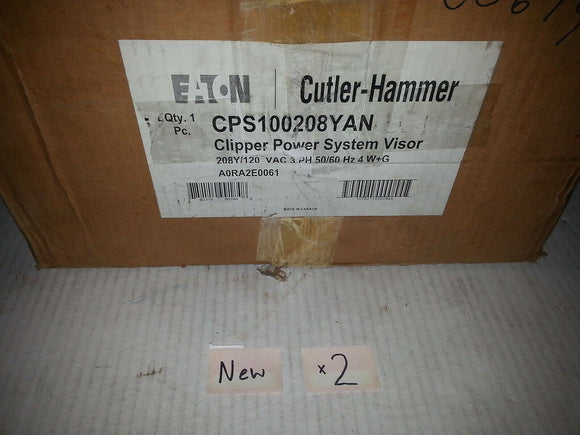 EATON Cutler-Hammer
Qty. 1 CPS100208YAN
Pc. Clipper Power System Visor
208Y/120 VAC 3 PH 50/60 Hz 4 W+G
A0RA2E0061
MADE IN CANADA
New x2